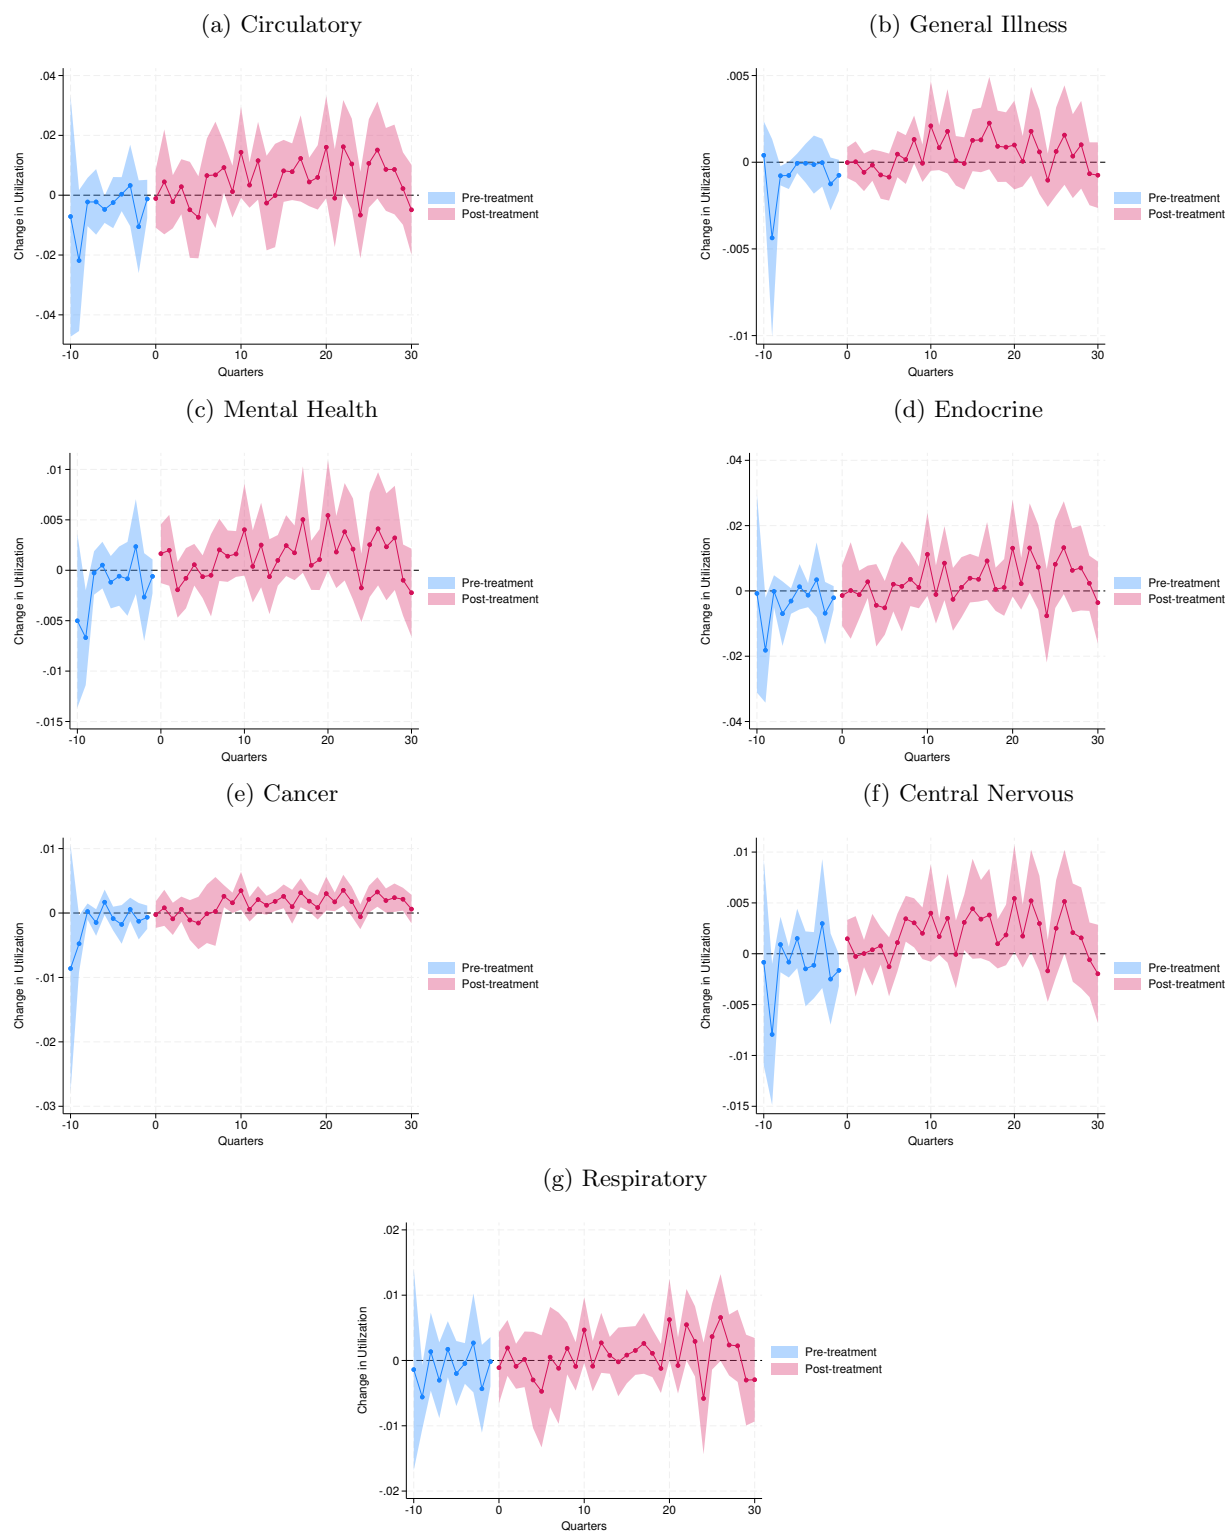 (a) Circulatory
.04
.02
0
-.02
-.04
Change in Utilization
-10
0
10
20
30
Quarters
Pre-treatment
Post-treatment
(b) General Illness
.005
0
-.005
-.01
Change in Utilization
-10
0
10
20
30
Quarters
Pre-treatment
Post-treatment
(c) Mental Health
.01
.005
0
-.005
-.01
-.015
Change in Utilization
-10
0
10
20
30
Quarters
Pre-treatment
Post-treatment
(d) Endocrine
.04
.02
0
-.02
-.04
Change in Utilization
-10
0
10
20
30
Quarters
Pre-treatment
Post-treatment
(e) Cancer
.01
0
-.01
-.02
-.03
Change in Utilization
-10
0
10
20
30
Quarters
Pre-treatment
Post-treatment
(f) Central Nervous
.01
.005
0
-.005
-.01
-.015
Change in Utilization
-10
0
10
20
30
Quarters
Pre-treatment
Post-treatment
(g) Respiratory
.02
.01
0
-.01
-.02
Change in Utilization
-10
0
10
20
30
Quarters
Pre-treatment
Post-treatment